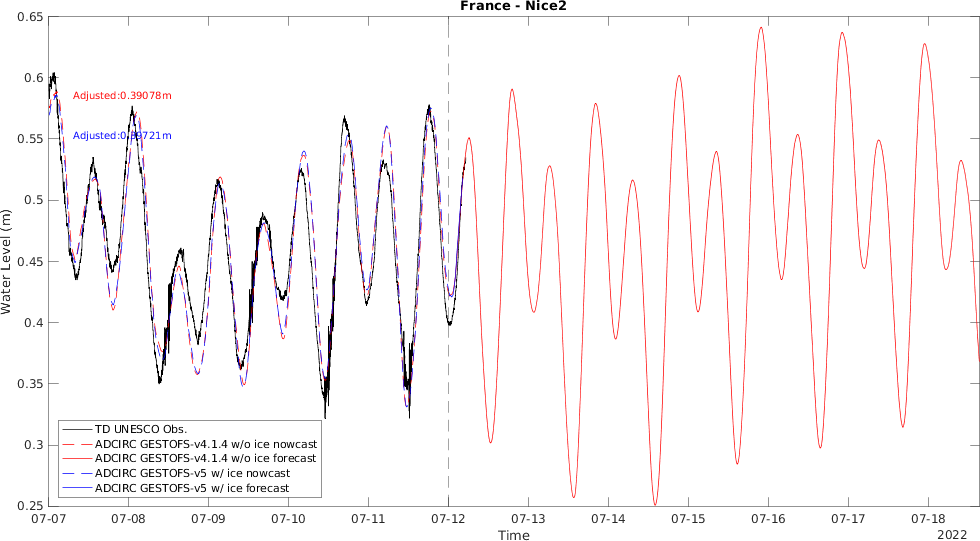 France - Nice2
0.65
0.6
0.55
0.5
0.45
0.4
0.35
0.3
0.25
Water Level (m)
Adjusted:0.39078m
TD UNESCO Obs.
ADCIRC GESTOFS-v4.1.4 w/o ice nowcast
ADCIRC GESTOFS-v4.1.4 w/o ice forecast
ADCIRC GESTOFS-v5 w/ ice nowcast
ADCIRC GESTOFS-v5 w/ ice forecast
07-07 07-08 07-09 07-10 07-11 07-12 07-13 07-14 07-15 07-16 07-17 07-18
Time
2022